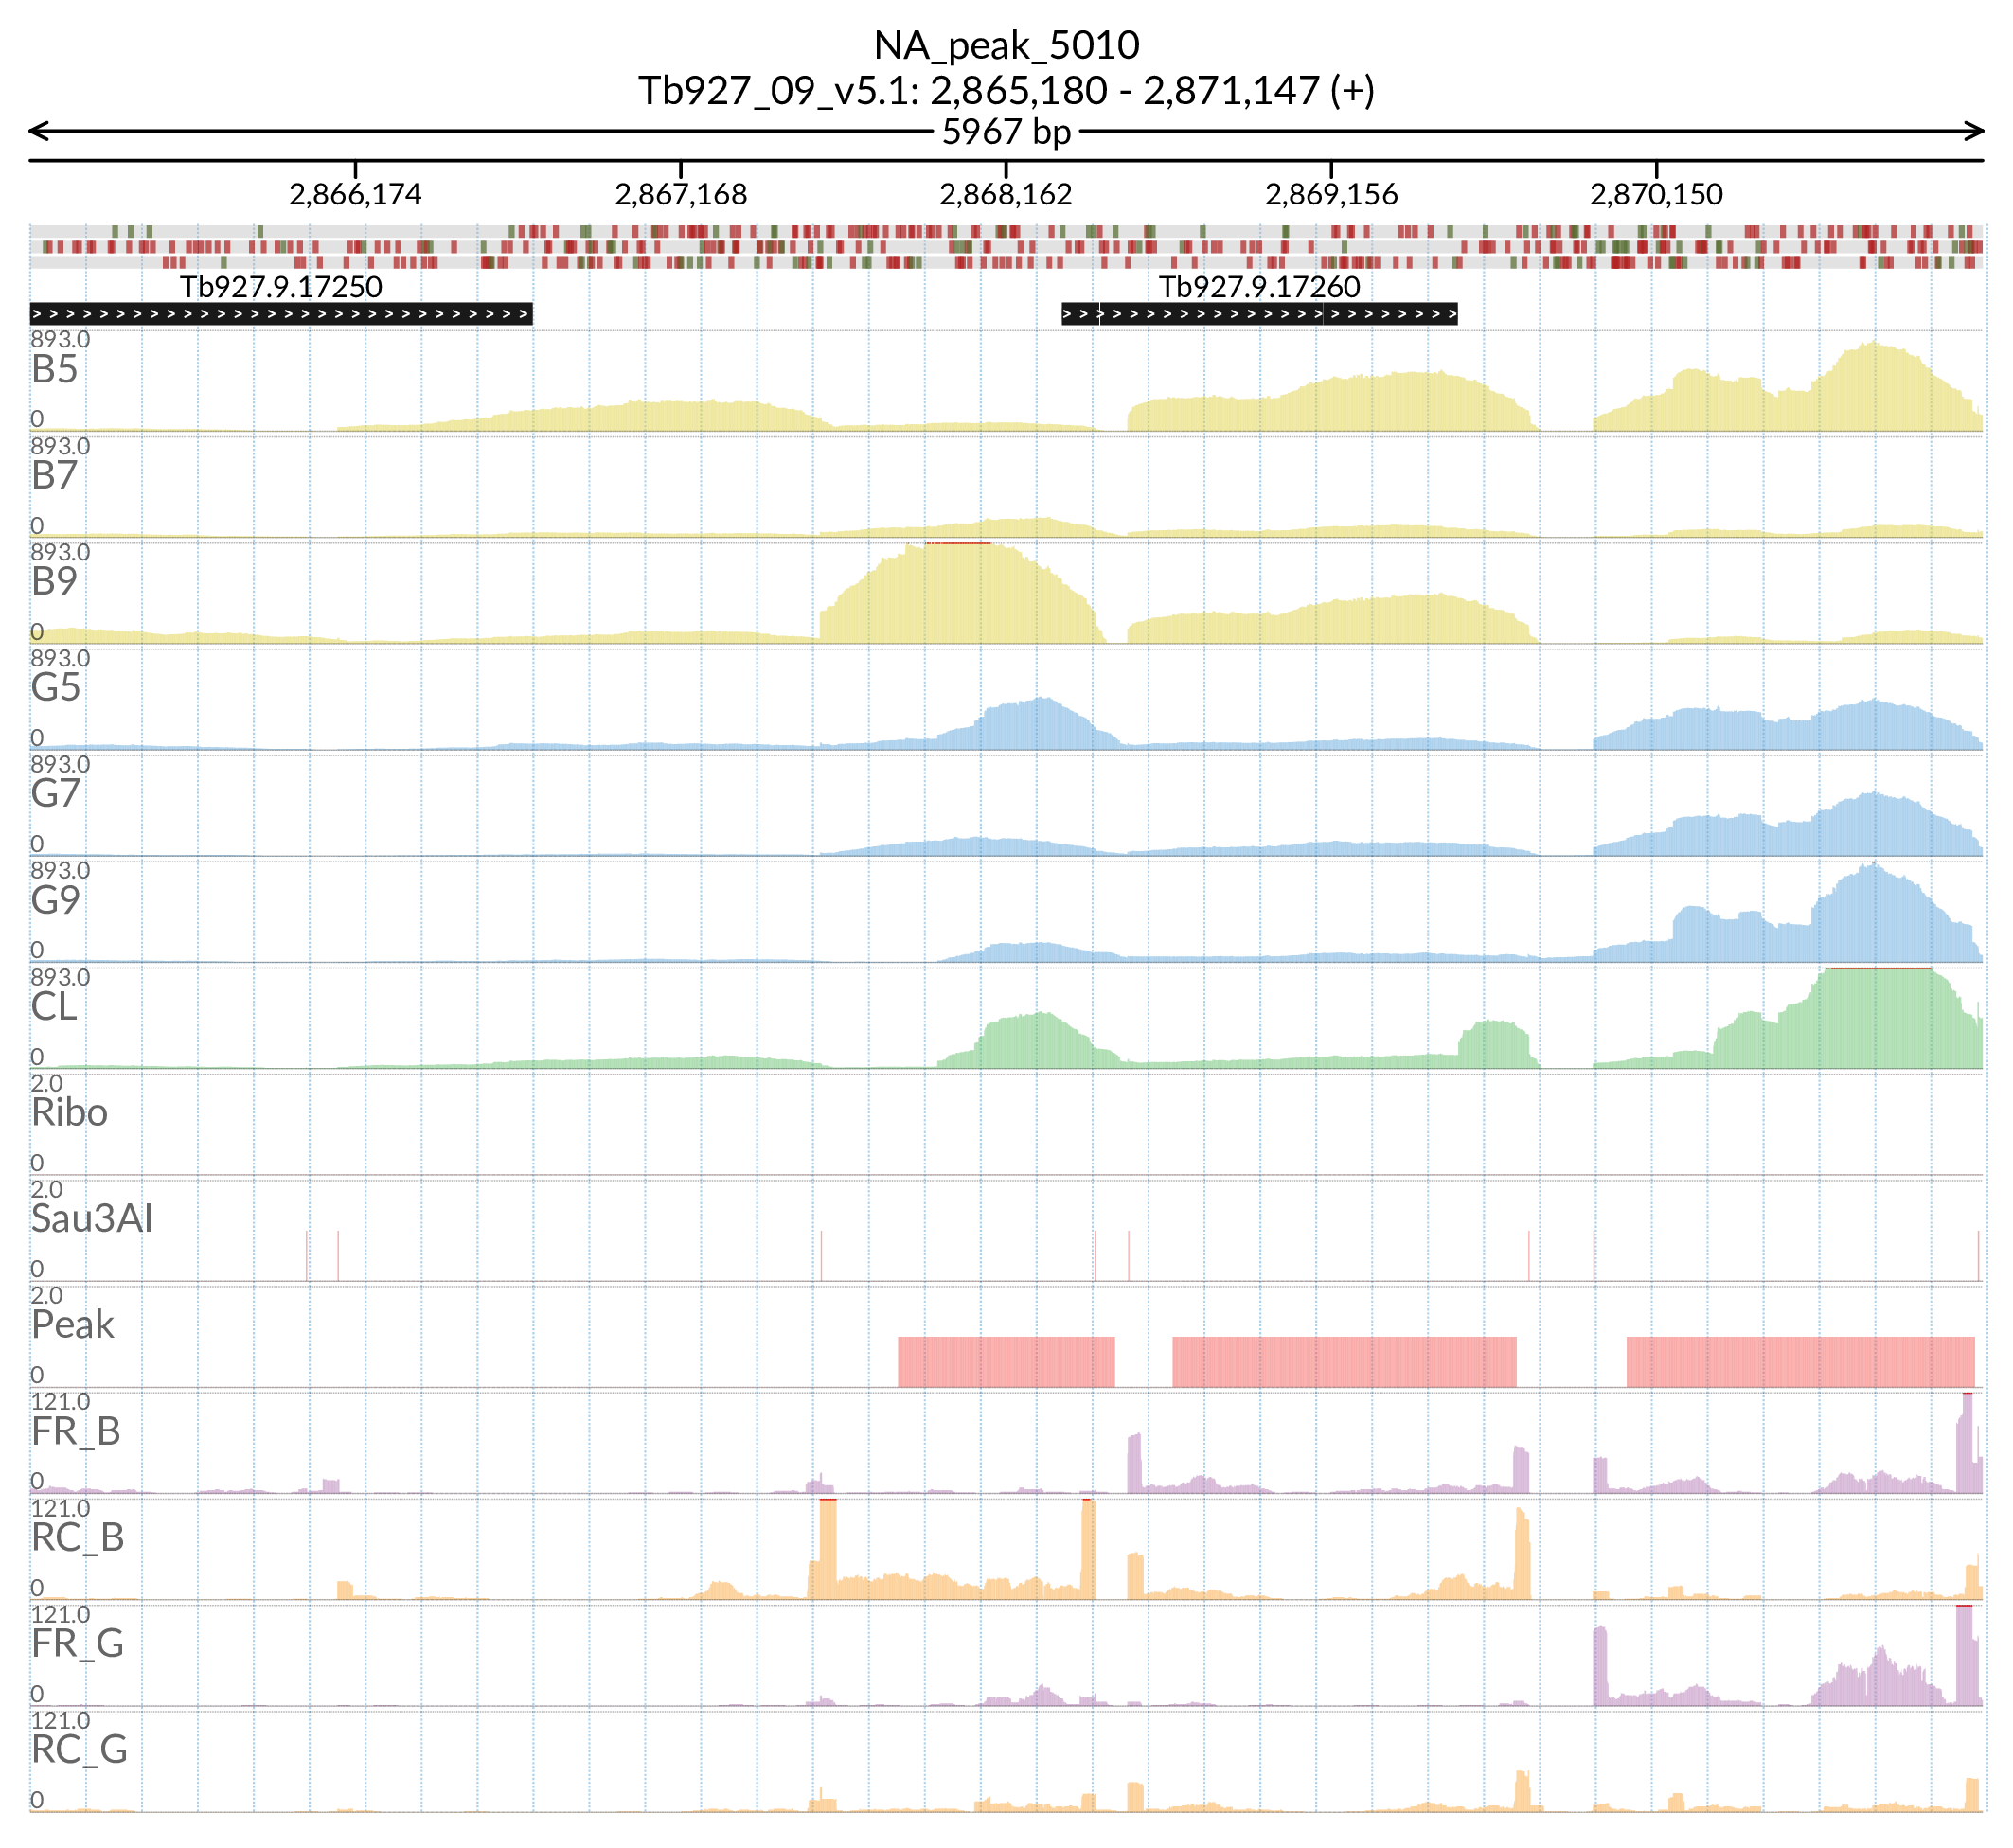 NA_peak_5010
Tb927_09_v5.1: 2,865,180 - 2,871,147 (+)
5967 bp
2,866,174 2,867,168 2,868,162 2,869,156 2,870,150
Tb927.9.17250 Tb927.9.17260
893.0
B5
0
893.0
B7
0
893.0
B9
0
893.0
G5
0
893.0
G7
0
893.0
G9
0
893.0
CL
0
2.0
Ribo
0
2.0
Sau3AI
0
2.0
Peak
0
121.0
FR_B
0
121.0
RC_B
0
121.0
FR_G
0
121.0
RC_G
0